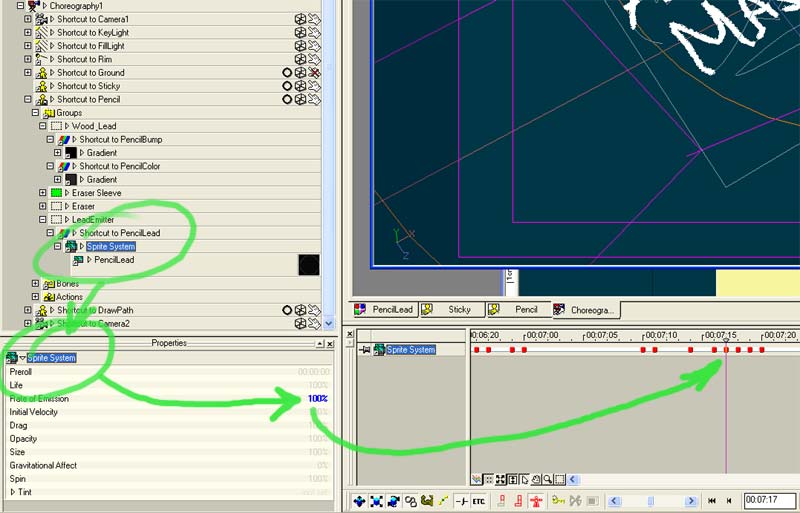 Choreography1
Shortcut to Camera1
Shortcut to KeyLight
Shortcut to FillLight
Shortcut to Rim
Shortcut to Ground
Shortcut to Sticky
Shortcut to Pencil
Groups
Wood_Lead
Shortcut to PencilBump
Gradient
Shortcut to PencilColor
Gradient
Eraser Sleeve
Eraser
LeadEmitter
Shortcut to PencilLead
Sprite System
PencilLead
Bones
Actions
Shortcut to DrawPath
Shortcut to Camera2
Properties
Sprite System
Preroll 00:00:00
Life 100%
Rate of Emission 100%
Initial Velocity
Drag 100%
Opacity 100%
Size 100%
Gravitational Affect 0%
Spin 100%
Tint not set
MAS
Y
X
Z
PencilLead Sticky Pencil Choreogra...
Sprite System
0:06:20 00:07:00 00:07:05 00:07:10 00:07:15 00:07:20
ETC.
00:07:17